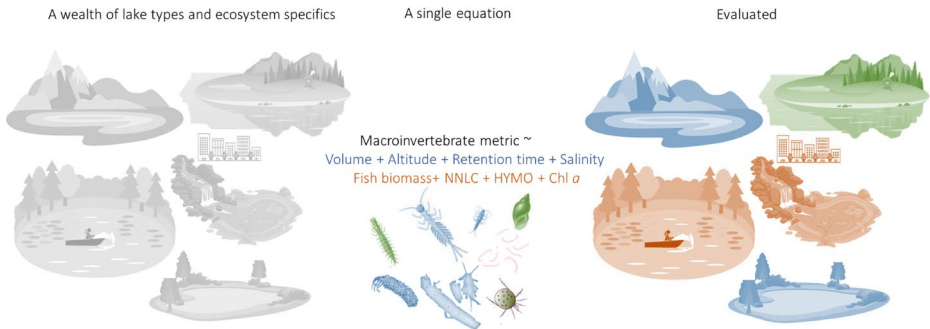 A wealth of lake types and ecosystem specifics
A single equation
Evaluated
Macroinvertebrate metric ~
Volume + Altitude + Retention time + Salinity
Fish biomass+ NNLC + HYMO + Chl a